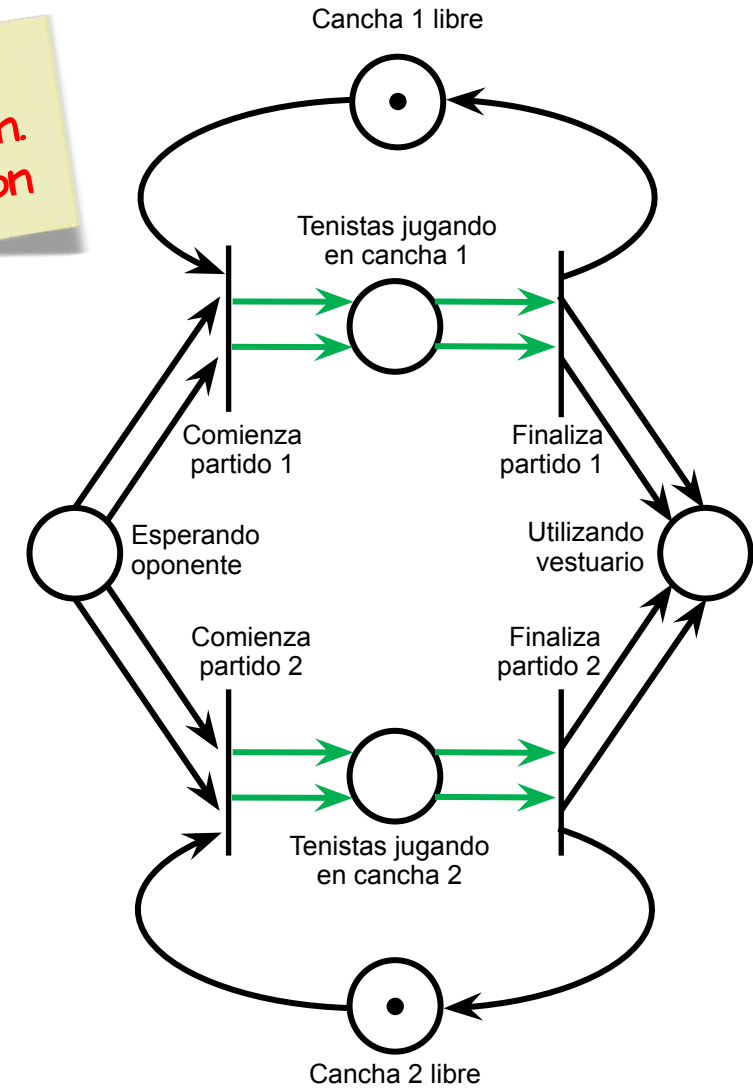 Cancha 1 libre
Tenistas jugando
en cancha 1
Comienza
partido 1
Finaliza
partido 1
Esperando
oponente
Utilizando
vestuario
Comienza
partido 2
Finaliza
partido 2
Tenistas jugando
en cancha 2
Cancha 2 libre